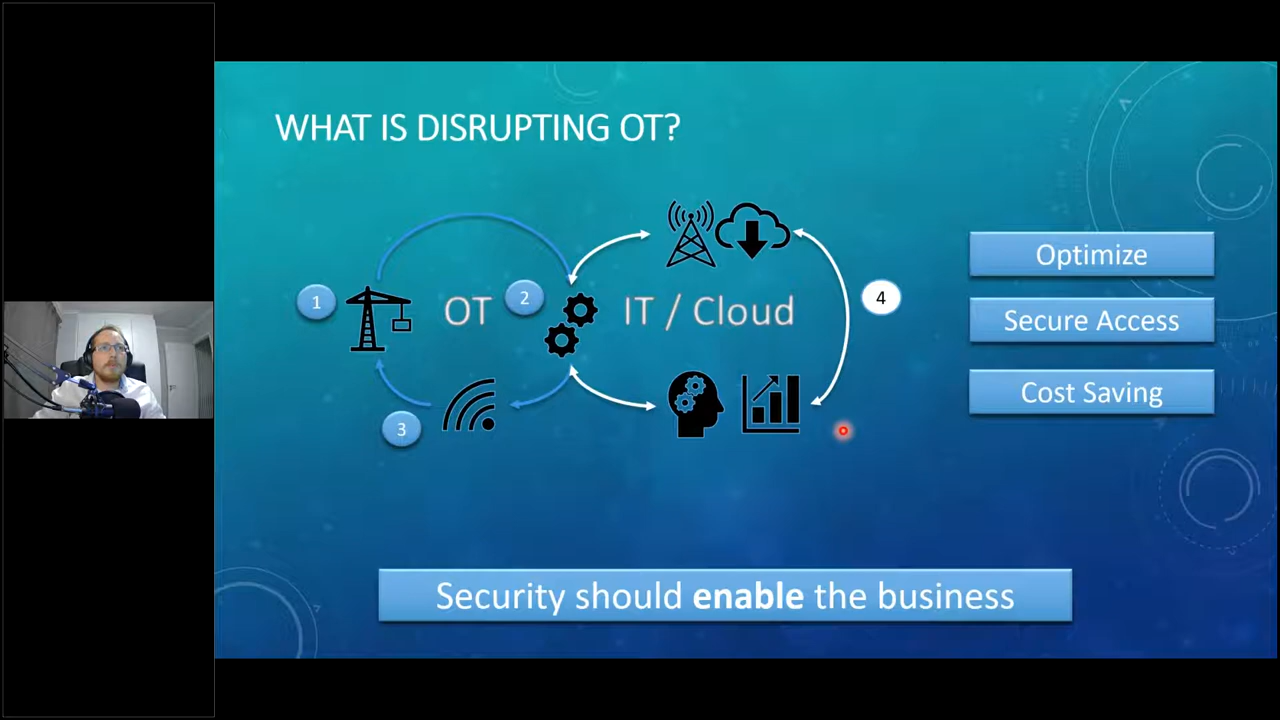 WHAT IS DISRUPTING OT?
1
OT
2
IT / Cloud
4
3
Optimize
Secure Access
Cost Saving
Security should enable the business